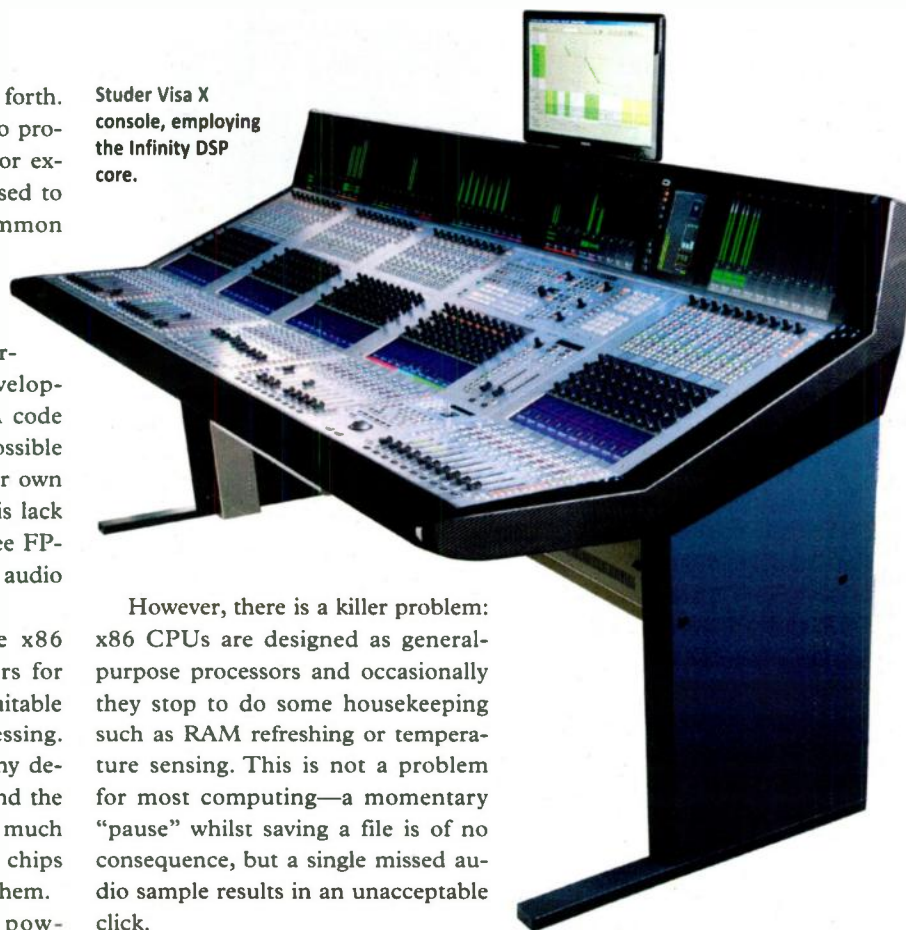 forth.
o pro-
or ex-
sed to
mmon
r-
velop-
code
ossible
r own
is lack
ee FP-
audio
e x86
rs for
itable
essing.
ny de-
nd the
much
chips
hem.
pow-
Studer Visa X
console, employing
the Infinity DSP
core.
However, there is a killer problem:
x86 CPUs are designed as general-
purpose processors and occasionally
they stop to do some housekeeping
such as RAM refreshing or tempera-
ture sensing. This is not a problem
for most computing—a momentary
“pause” whilst saving a file is of no
consequence, but a single missed au-
dio sample results in an unacceptable
click.